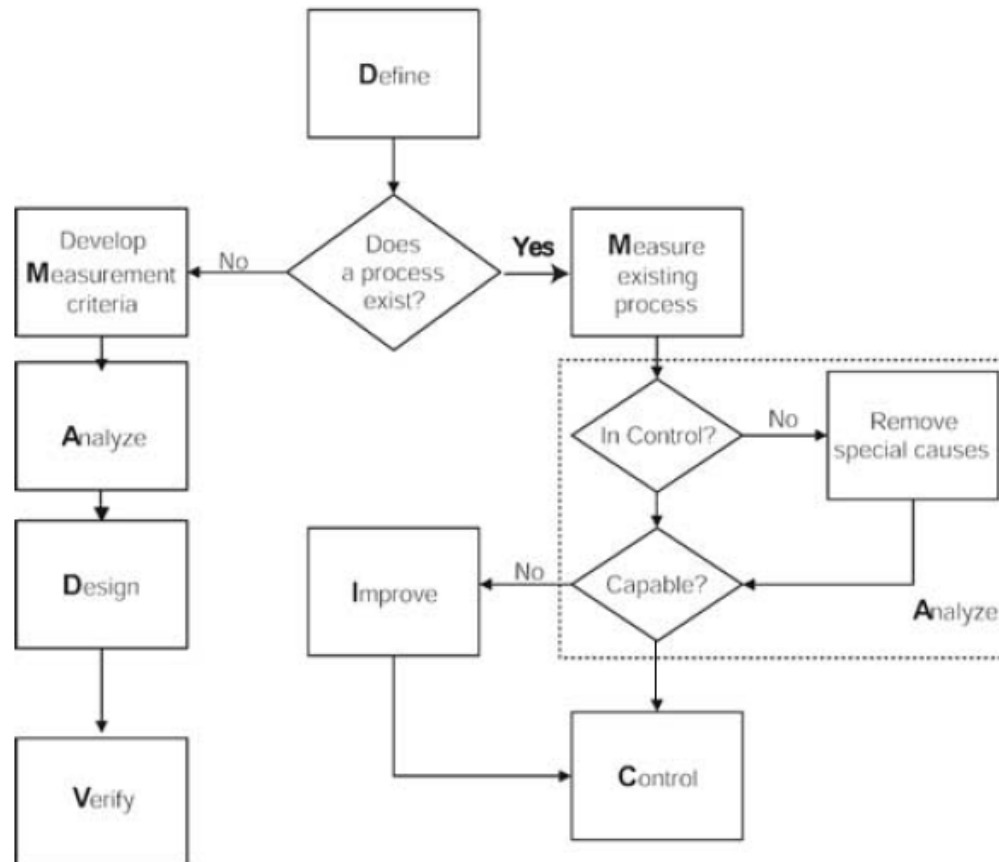 Define
Does
a process
exist?
No
Yes
Develop
Measurement
criteria
Measure
existing
process
Analyze
In Control?
No
Remove
special causes
Design
Improve
No
Capable?
Analyze
Verify
Control